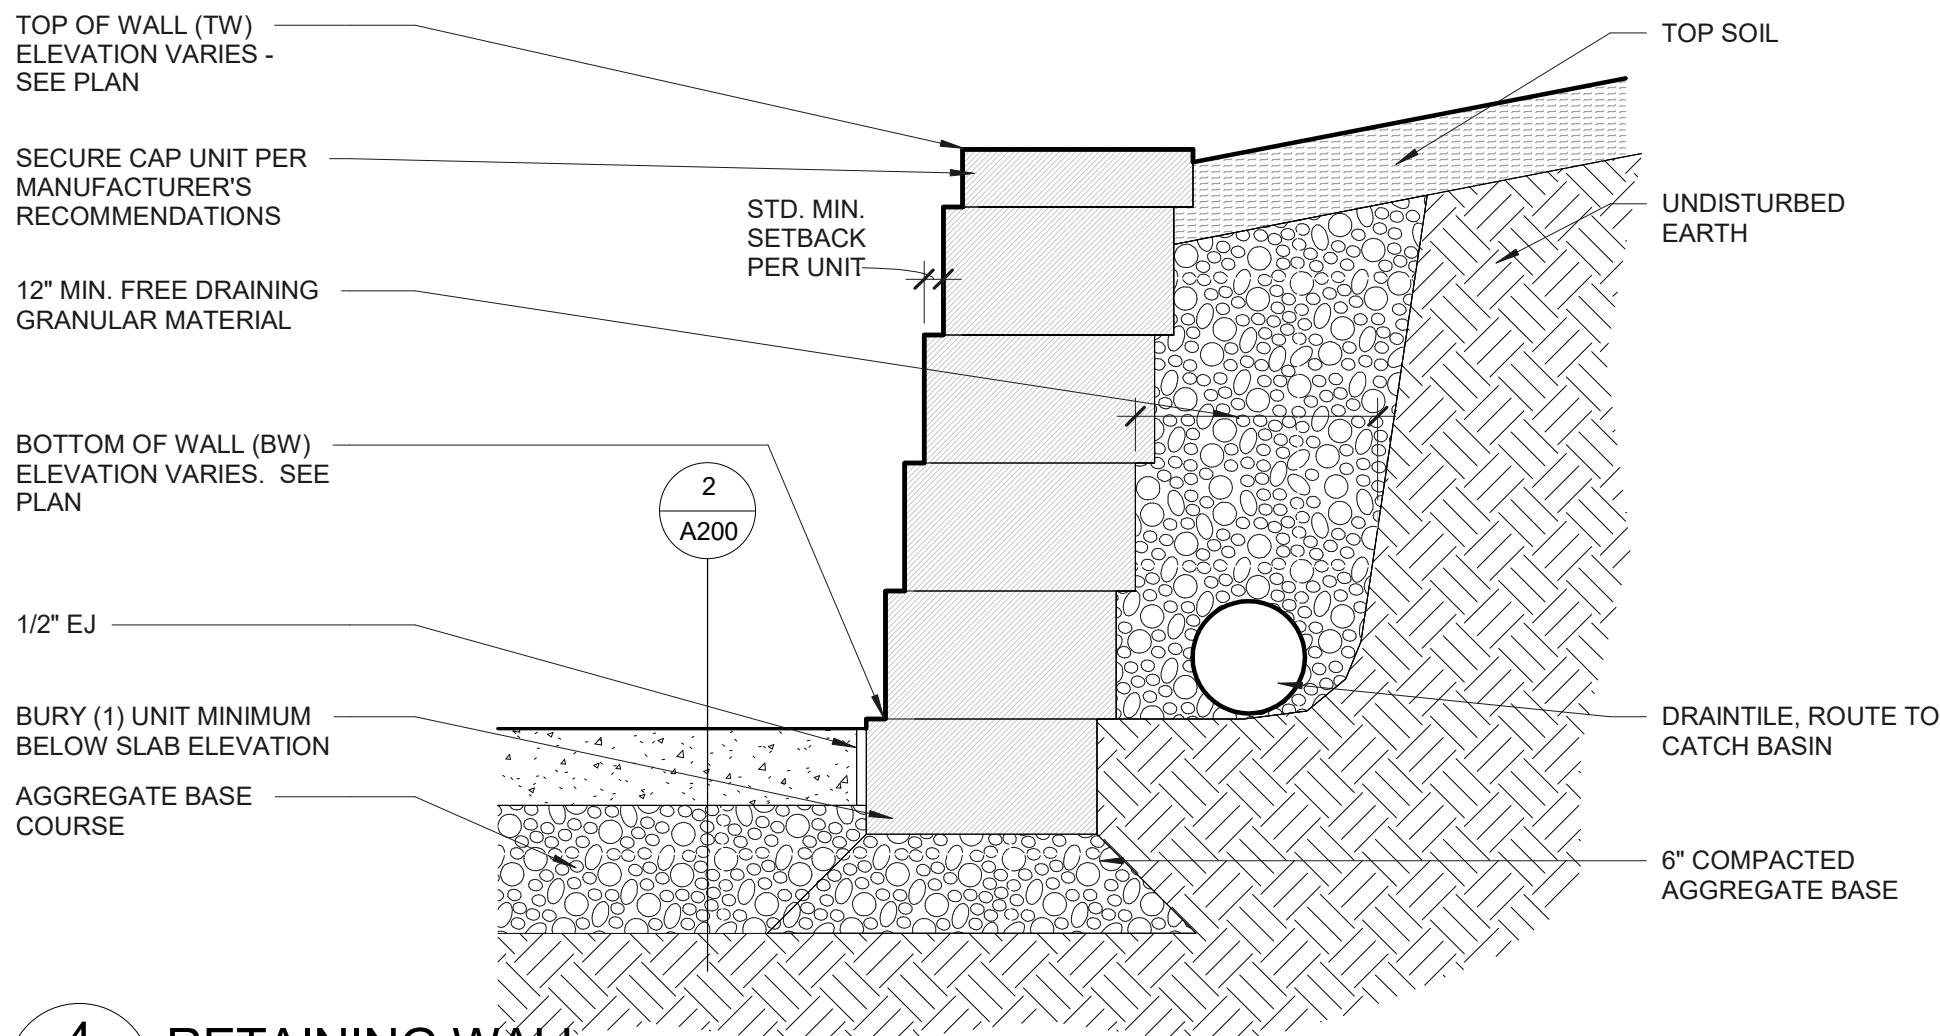 TOP OF WALL (TW)
ELEVATION VARIES -
SEE PLAN
SECURE CAP UNIT PER
MANUFACTURER'S
RECOMMENDATIONS
12" MIN. FREE DRAINING
GRANULAR MATERIAL
BOTTOM OF WALL (BW)
ELEVATION VARIES.  SEE
PLAN
1/2" EJ
BURY (1) UNIT MINIMUM
BELOW SLAB ELEVATION
AGGREGATE BASE
COURSE
STD. MIN.
SETBACK
PER UNIT
2
A200
TOP SOIL
UNDISTURBED
EARTH
DRAINTILE, ROUTE TO
CATCH BASIN
6" COMPACTED
AGGREGATE BASE
4
RETAINING WALL